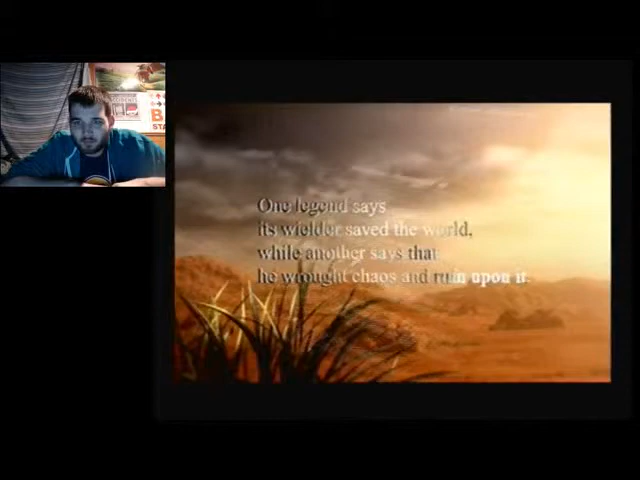 One legend says
its wielder saved the world,
while another says that
he wrought chaos and ruin upon it.